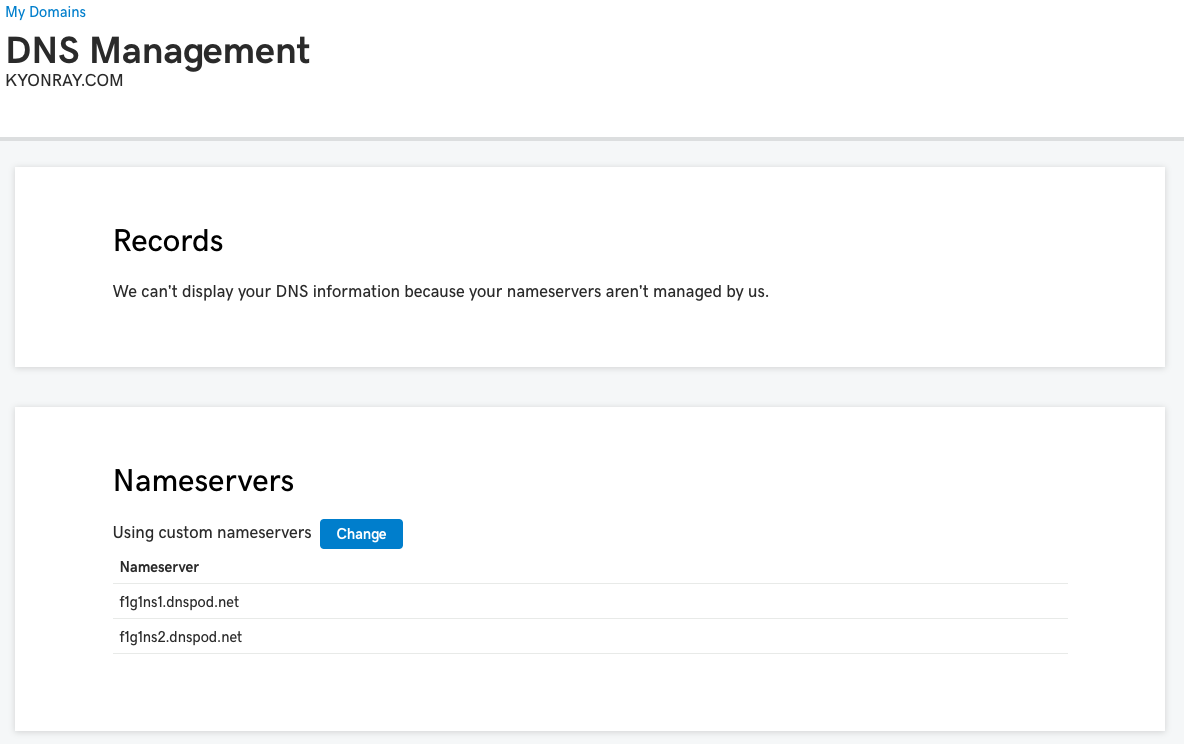 My Domains
DNS Management
KYONRAY.COM
Records
We can't display your DNS information because your nameservers aren't managed by us.
Nameservers
Using custom nameservers Change
Nameserver
f1g1ns1.dnspod.net
f1g1ns2.dnspod.net